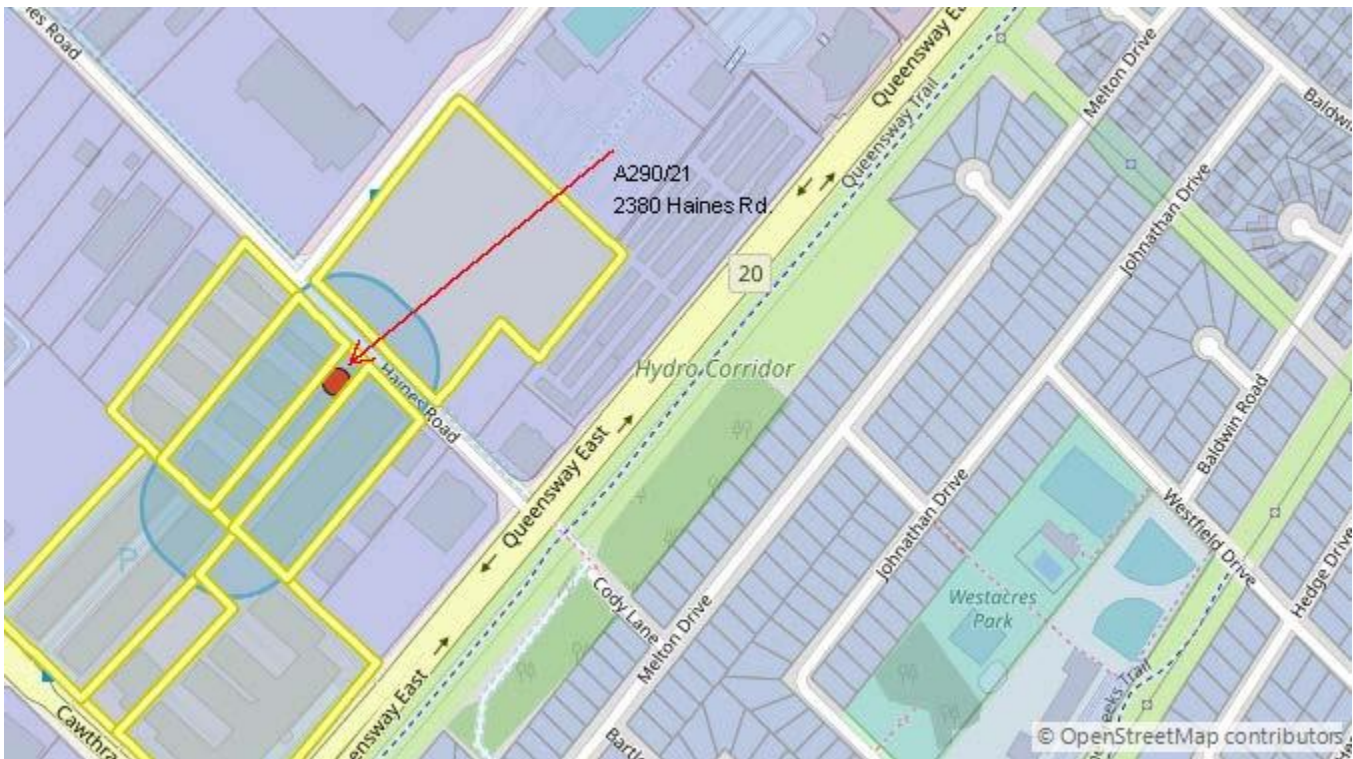 es Road
Queensway Ea
Melton Drive
Baldwin
Queensway Trail
A290/21
2380 Haines Rd.
Johnathan Drive
20
Hydro Corridor
Haines Road
Queensway East
Baldwin Road
Johnathan Drive
Westfield Drive
P
Cody Lane
Westacres
Park
Hedge Drive
Melton Drive
eeks Trail
Cawthra
ensway East
Bartl
© OpenStreetMap contributors